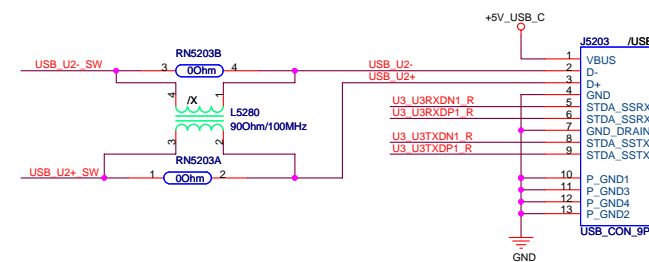 +5V_USB_C
J5203 /USB
RN5203B
USB_U2-_SW 3 0Ohm 4 USB_U2- 2 D-
1 VBUS
USB_U2+ 3 D+
4 GND
U3_U3RXDN1_R 5 STDA_SSRX
U3_U3RXDP1_R 6 STDA_SSRX
7 GND_DRAIN
U3_U3TXDN1_R 8 STDA_SSTX
U3_U3TXDP1_R 9 STDA_SSTX
4 /X 1
L5280
90Ohm/100MHz
3 2
RN5203A
USB_U2+_SW 1 0Ohm 2
10 P_GND1
11 P_GND3
12 P_GND4
13 P_GND2
USB_CON_9P
GND